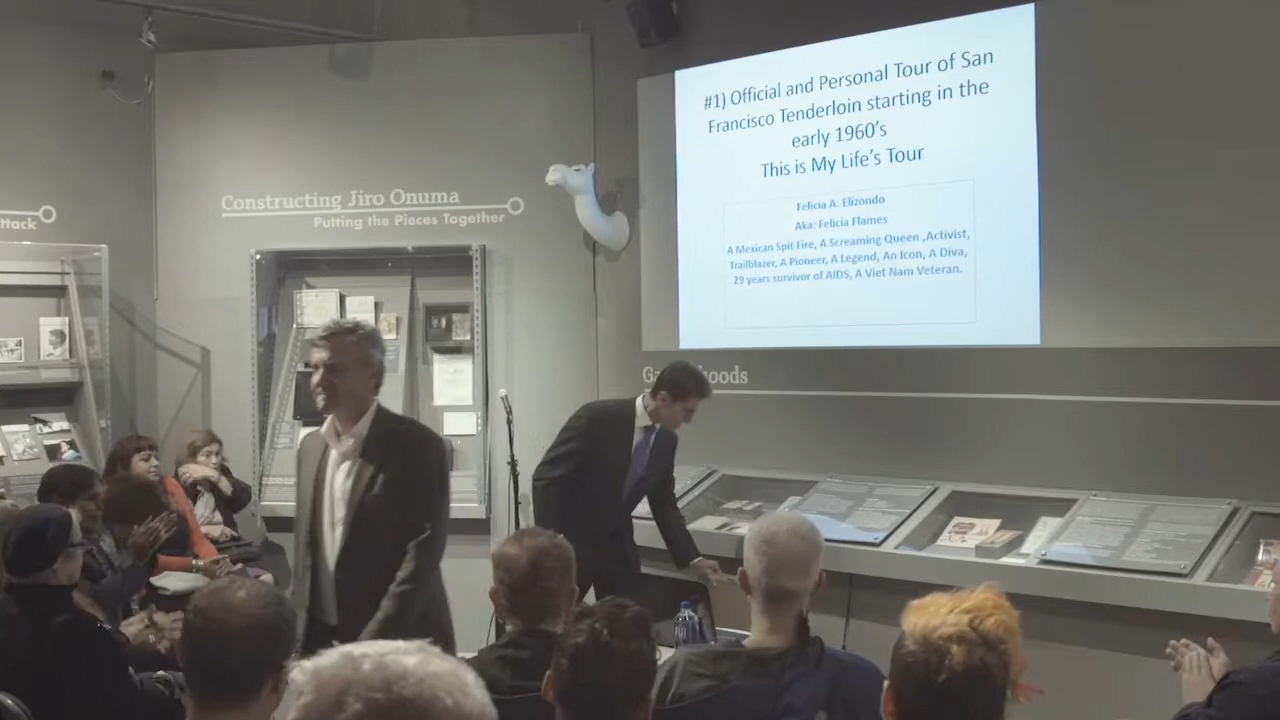 ttack
Constructing Jiro Onuma
Putting the Pieces Together
#1) Official and Personal Tour of San
Francisco Tenderloin starting in the
early 1960's
This is My Life's Tour
Felicia A. Elizondo
Aka: Felicia Flames
A Mexican Spit Fire, A Screaming Queen ,Activist,
Trailblazer, A Pioneer, A Legend, An Icon, A Diva,
29 years survivor of AIDS, A Viet Nam Veteran.